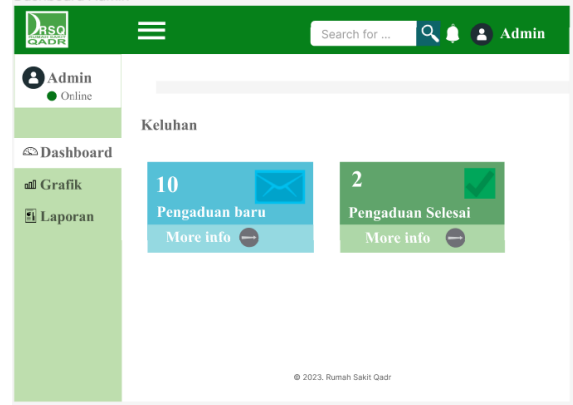 RSQ
QADR
Search for ...
Admin
Admin
Online
Keluhan
Dashboard
Grafik
Laporan
10
Pengaduan baru
More info
2
Pengaduan Selesai
More info
© 2023, Rumah Sakit Qadr